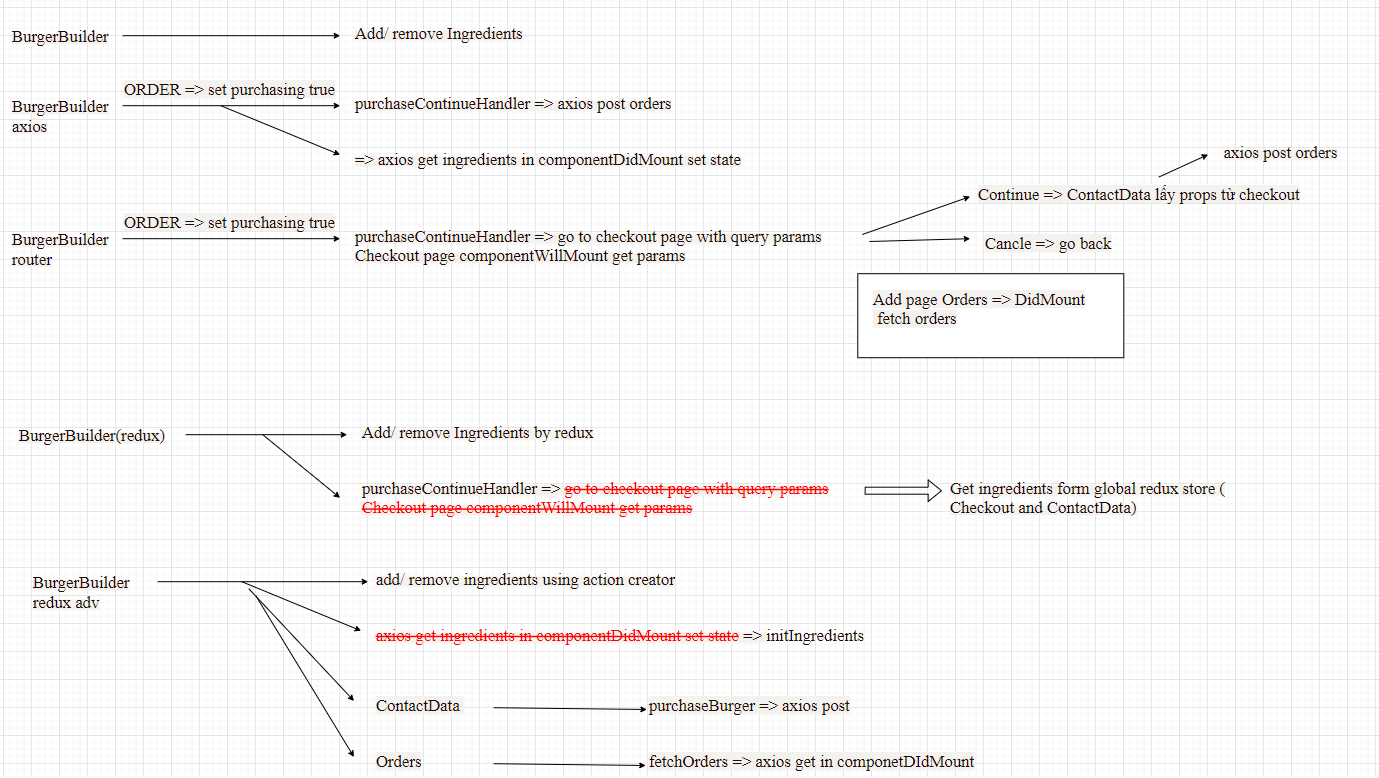 BurgerBuilder
Add/ remove Ingredients
ORDER => set purchasing true
BurgerBuilder
axios
purchaseContinueHandler => axios post orders
=> axios get ingredients in componentDidMount set state
axios post orders
Continue => ContactData lấy props từ checkout
ORDER => set purchasing true
BurgerBuilder
router
purchaseContinueHandler => go to checkout page with query params
Checkout page componentWillMount get params
Cancle => go back
Add page Orders => DidMount
fetch orders
BurgerBuilder(redux)
Add/ remove Ingredients by redux
purchaseContinueHandler => go to checkout page with query params
Checkout page componentWillMount get params
Get ingredients form global redux store (
Checkout and ContactData)
BurgerBuilder
redux adv
add/ remove ingredients using action creator
axios get ingredients in componentDidMount set state => initIngredients
ContactData
purchaseBurger => axios post
Orders
fetchOrders => axios get in componetDIdMount